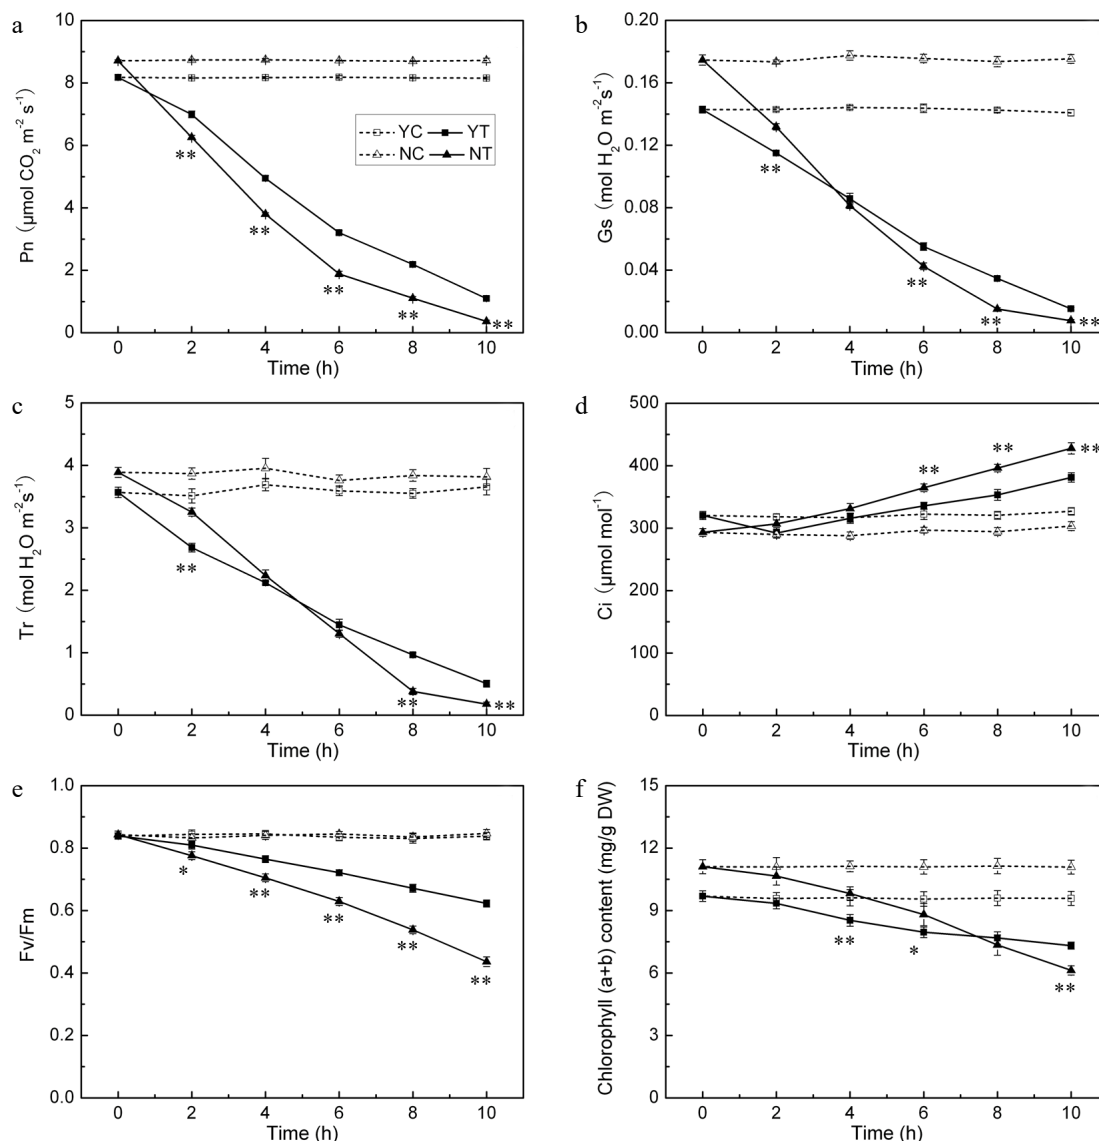 a
Pn (μmol CO2 m-2 s-1)
10
8
6
4
2
0
YC YT
NC NT
**
**
**
**
**
0 2 4 6 8 10
Time (h)
b
Gs (mol H2O m-2 s-1)
0.20
0.16
0.12
0.08
0.04
0.00
**
**
**
**
0 2 4 6 8 10
Time (h)
c
Tr (mol H2O m-2 s-1)
5
4
3
2
1
0
**
**
**
0 2 4 6 8 10
Time (h)
d
Ci (μmol mol-1)
500
400
300
200
100
0
**
**
**
0 2 4 6 8 10
Time (h)
e
Fv/Fm
1.0
0.8
0.6
0.4
0.2
0.0
*
**
**
**
**
0 2 4 6 8 10
Time (h)
f
Chlorophyll (a+b) content (mg/g DW)
15
12
9
6
3
0
**
*
**
0 2 4 6 8 10
Time (h)